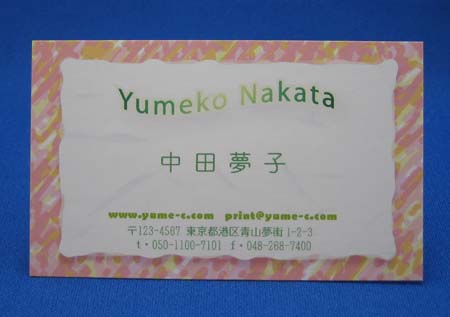 Yumeko Nakata
中田夢子
www.yume-c.com print@yume-c.com
〒123-4567 東京都港区青山夢街 1-2-3
t・050-1100-7101 f・048-268-7400